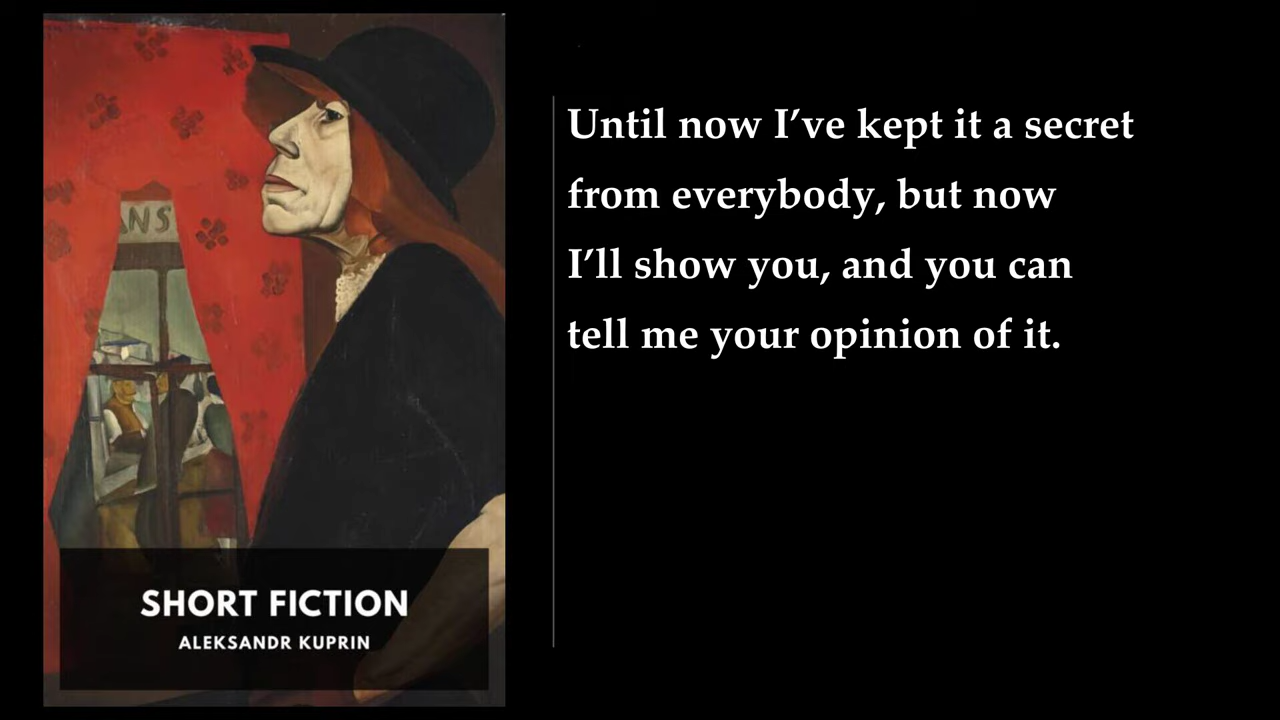 ANS
SHORT FICTION
ALEKSANDR KUPRIN
Until now I’ve kept it a secret
from everybody, but now
I’ll show you, and you can
tell me your opinion of it.